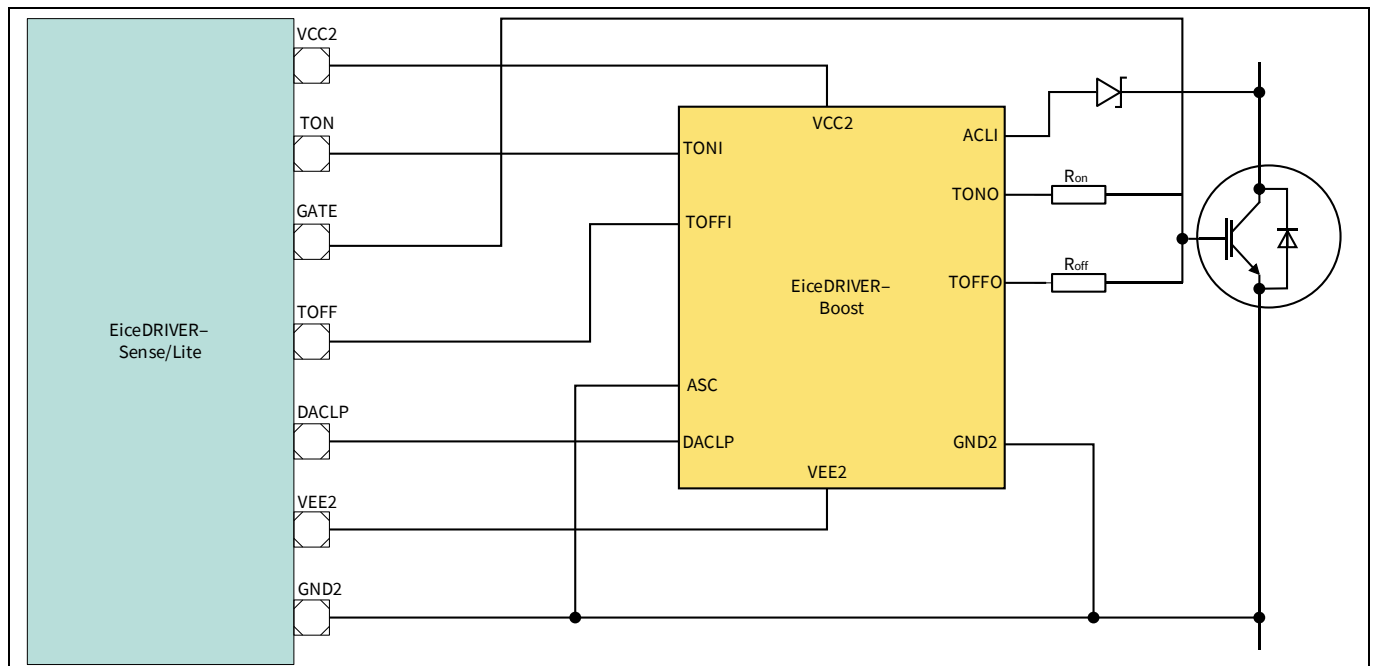 VCC2
TON
GATE
TOFF
EiceDRIVER–
Sense/Lite
DACLP
VEE2
GND2
VCC2
TONI
TOFFI
ASC
DACLP
VEE2
EiceDRIVER–
Boost
ACLI
TONO
TOFFO
GND2
Ron
Roff